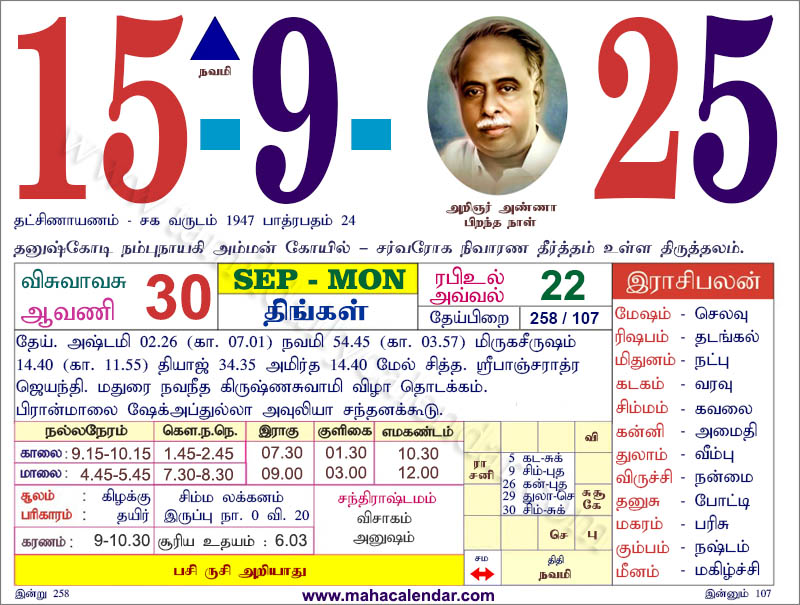 15 - 9 - 25
நவமி
அறிஞர் அண்ணா
பிறந்த நாள்
தட்சிணாயணம் - சக வருடம் 1947 பாத்ரபதம் 24
தனுஷ்கோடி நம்புநாயகி அம்மன் கோயில் – சர்வரோக நிவாரண தீர்த்தம் உள்ள திருத்தலம்.
விசுவாவசு
ஆவணி 30
SEP - MON
திங்கள்
ரபிஉல்
அவ்வல் 22
தேய்பிறை 258 / 107
தேய். அஷ்டமி 02.26 (கா. 07.01) நவமி 54.45 (கா. 03.57) மிருகசீருஷம்
14.40 (கா. 11.55) தியாஜ் 34.35 அமிர்த 14.40 மேல் சித்த. ஸ்ரீபாஞ்சராத்ர
ஜெயந்தி. மதுரை நவநீத கிருஷ்ணசுவாமி விழா தொடக்கம்.
பிரான்மாலை ஷேக்அப்துல்லா அவுலியா சந்தனக்கூடு.
இராசிபலன்
மேஷம் - செலவு
ரிஷபம் - தடங்கல்
மிதுனம் - நட்பு
கடகம் - வரவு
சிம்மம் - கவலை
கன்னி - அமைதி
துலாம் - வீம்பு
விருச்சி - நன்மை
தனுசு - போட்டி
மகரம் - பரிசு
கும்பம் - நஷ்டம்
மீனம் - மகிழ்ச்சி
நல்லநேரம் கௌ.ந.நெ. இராகு குளிகை எமகண்டம்
காலை: 9.15-10.15 1.45-2.45 07.30 01.30 10.30
மாலை: 4.45-5.45 7.30-8.30 09.00 03.00 12.00
சூலம் : கிழக்கு
பரிகாரம் : தயிர்
சிம்ம லக்கனம்
இருப்பு நா. 0 வி. 20
சந்திராஷ்டமம்
விசாகம்
அனுஷம்
கரணம் : 9-10.30 சூரிய உதயம் : 6.03
பசி ருசி அறியாது
வி
ரா
சனி
5 கட-சுக்
9 சிம்-புத
26 கன்-புத
29 துலா-செ
30 சிம்-சுக்
சுசூ
கே
செ பு
சம
திதி
நவமி
இன்று 258
www.mahacalendar.com
இன்னும் 107